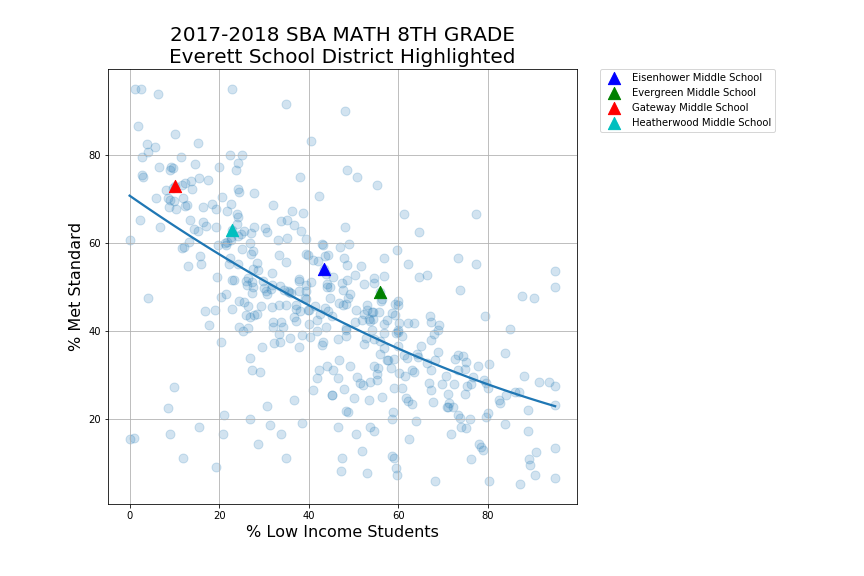 2017-2018 SBA MATH 8TH GRADE
Everett School District Highlighted
Eisenhower Middle School
Evergreen Middle School
Gateway Middle School
Heatherwood Middle School
% Met Standard
80
60
40
20
0 20 40 60 80
% Low Income Students